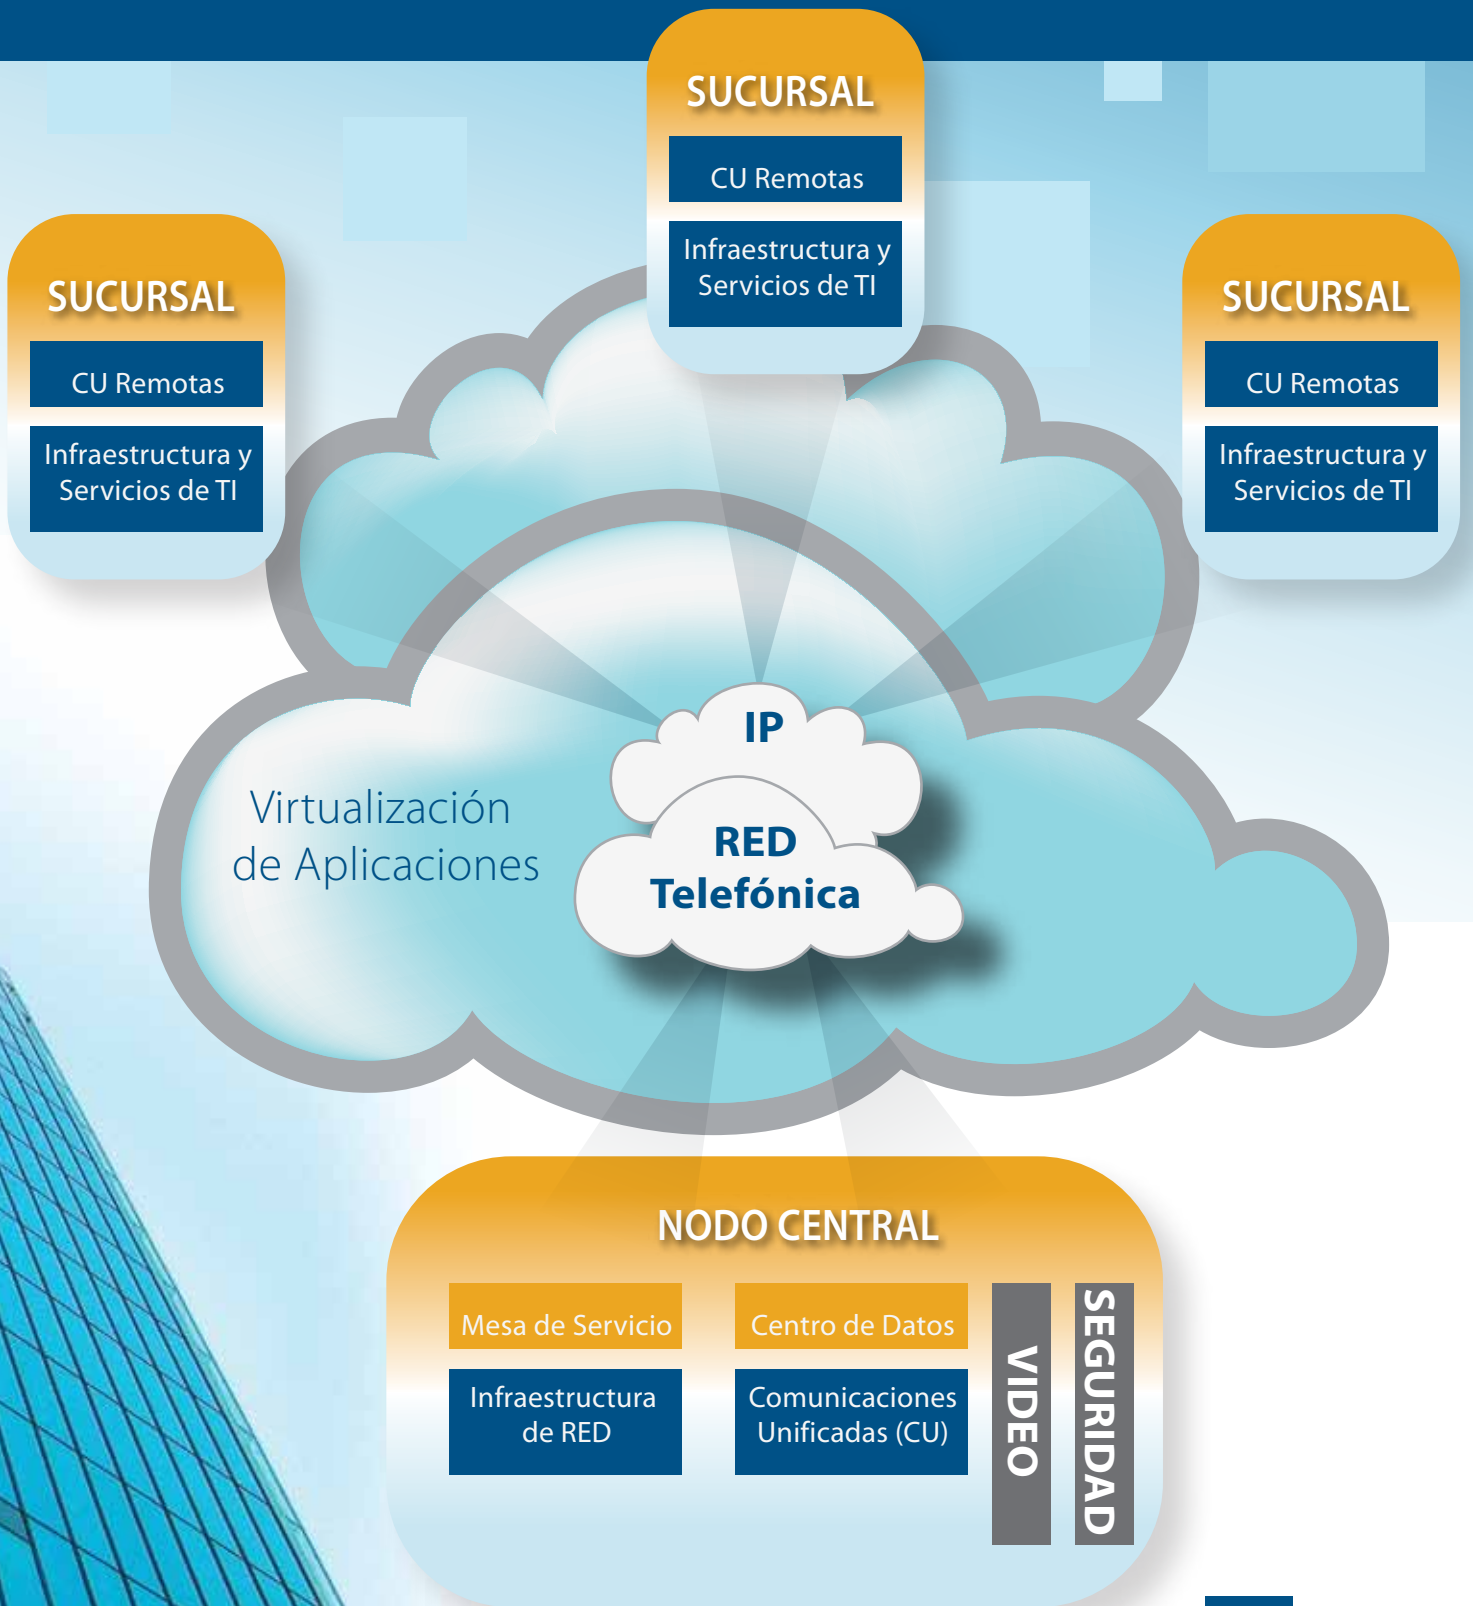 SUCURSAL
CU Remotas
Infraestructura y
Servicios de TI
SUCURSAL
CU Remotas
Infraestructura y
Servicios de TI
SUCURSAL
CU Remotas
Infraestructura y
Servicios de TI
IP
RED
Telefónica
Virtualización
de Aplicaciones
NODO CENTRAL
Mesa de Servicio
Infraestructura
de RED
Centro de Datos
Comunicaciones
Unificadas (CU)
VIDEO
SEGURIDAD